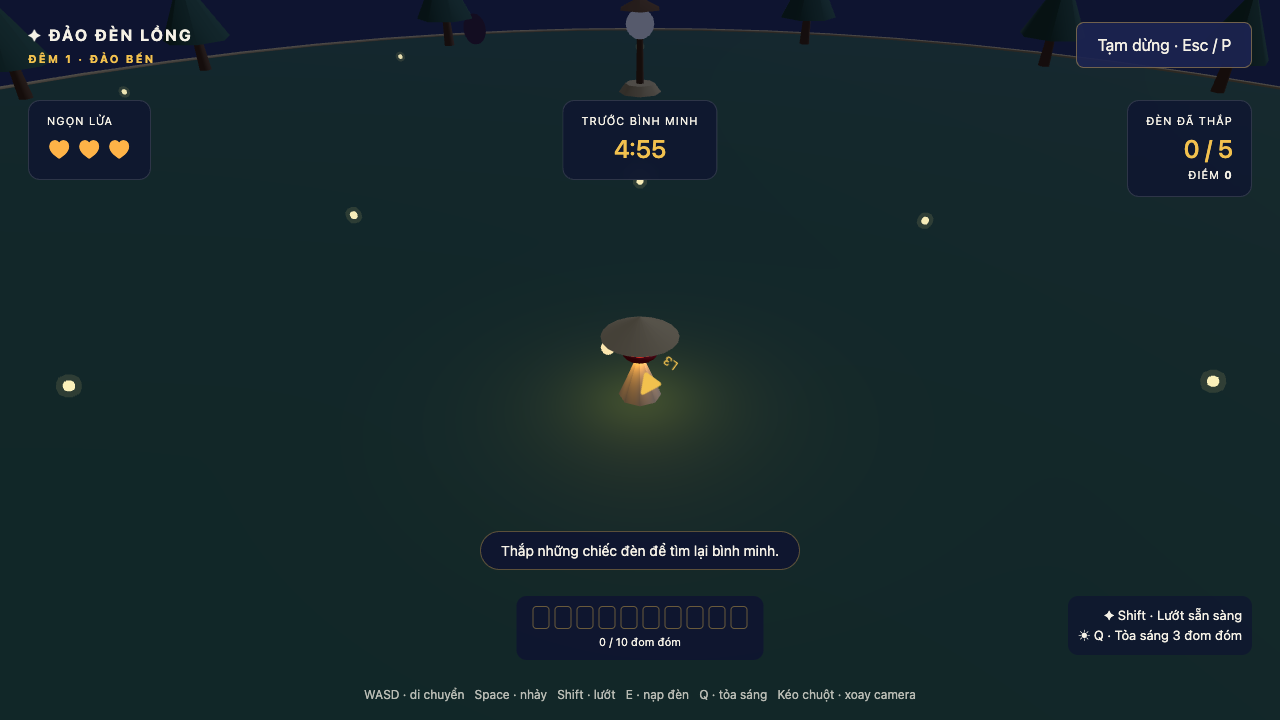 ✦ ĐẢO ĐÈN LỒNG
ĐÊM 1 · ĐẢO BẾN
Tạm dừng · Esc / P
NGỌN LỬA
TRƯỚC BÌNH MINH
4:55
ĐÈN ĐÃ THẮP
0 / 5
ĐIỂM 0
L3
Thắp những chiếc đèn để tìm lại bình minh.
0 / 10 đom đóm
✦ Shift · Lướt sẵn sàng
☀ Q · Tỏa sáng 3 đom đóm
WASD · di chuyển Space · nhảy Shift · lướt E · nạp đèn Q · tỏa sáng Kéo chuột · xoay camera